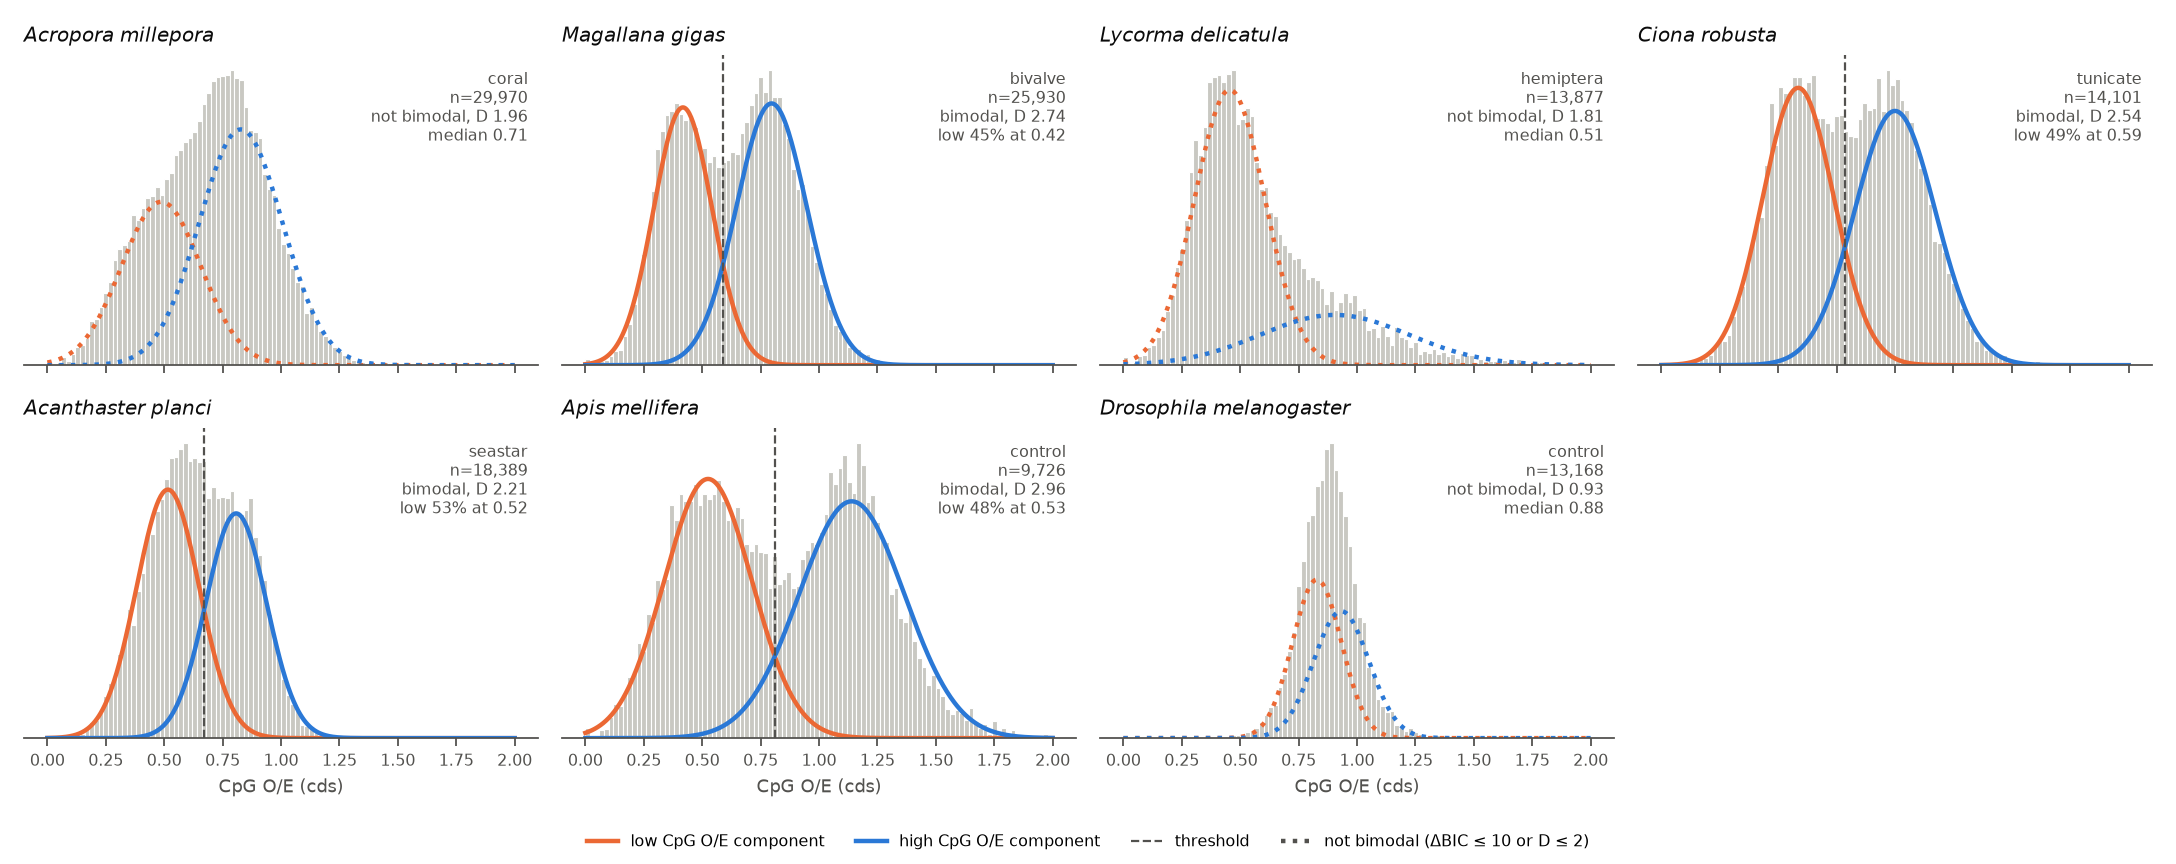 Acropora millepora
coral
n=29,970
not bimodal, D 1.96
median 0.71
Magallana gigas
bivalve
n=25,930
bimodal, D 2.74
low 45% at 0.42
Lycorma delicatula
hemiptera
n=13,877
not bimodal, D 1.81
median 0.51
Ciona robusta
tunicate
n=14,101
bimodal, D 2.54
low 49% at 0.59
Acanthaster planci
seastar
n=18,389
bimodal, D 2.21
low 53% at 0.52
0.00 0.25 0.50 0.75 1.00 1.25 1.50 1.75 2.00
CpG O/E (cds)
Apis mellifera
control
n=9,726
bimodal, D 2.96
low 48% at 0.53
0.00 0.25 0.50 0.75 1.00 1.25 1.50 1.75 2.00
CpG O/E (cds)
Drosophila melanogaster
control
n=13,168
not bimodal, D 0.93
median 0.88
0.00 0.25 0.50 0.75 1.00 1.25 1.50 1.75 2.00
CpG O/E (cds)
low CpG O/E component high CpG O/E component threshold not bimodal (ΔBIC ≤ 10 or D ≤ 2)